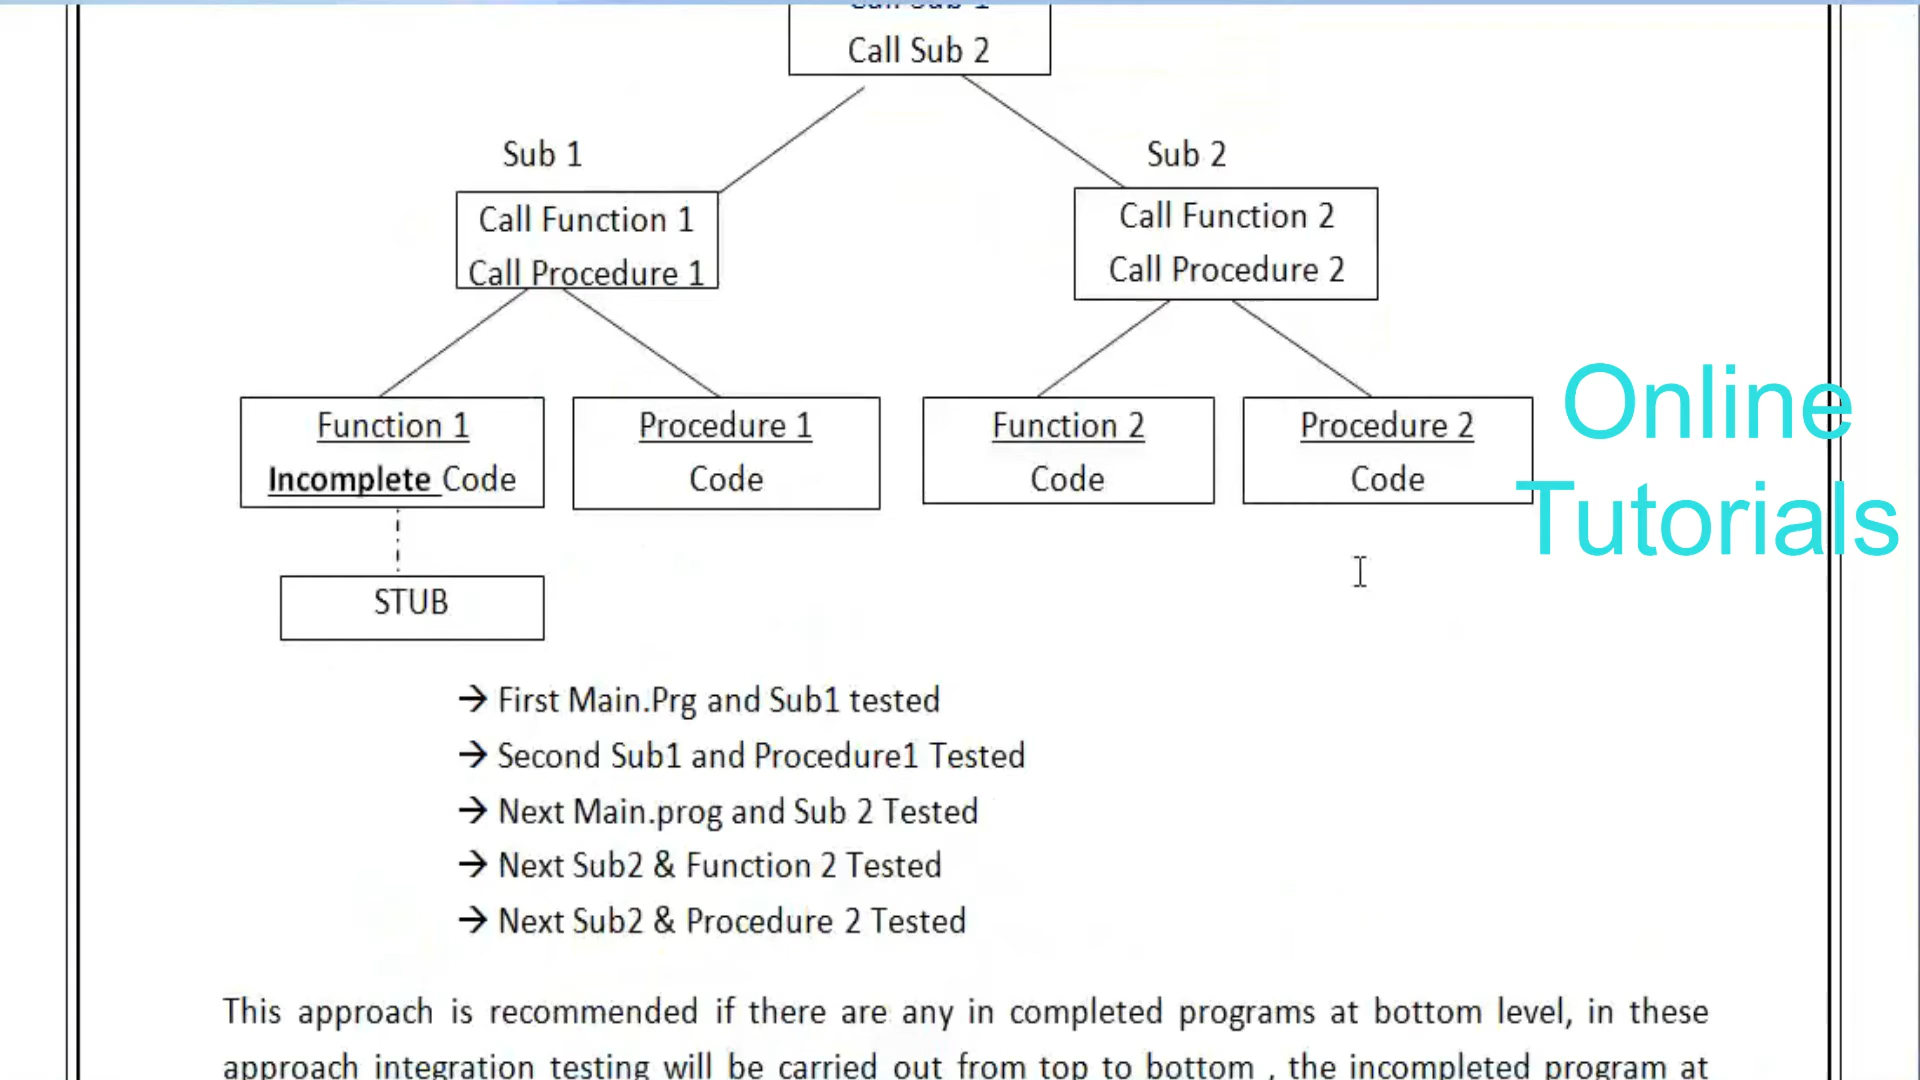 Call Sub 1
Call Sub 2
Sub 1
Sub 2
Call Function 1
Call Procedure 1
Call Function 2
Call Procedure 2
Function 1
Incomplete Code
Procedure 1
Code
Function 2
Code
Procedure 2
Code
Online
Tutorials
STUB
→ First Main.Prg and Sub1 tested
→ Second Sub1 and Procedure1 Tested
→ Next Main.prog and Sub 2 Tested
→ Next Sub2 & Function 2 Tested
→ Next Sub2 & Procedure 2 Tested
This approach is recommended if there are any in completed programs at bottom level, in these
approach integration testing will be carried out from top to bottom , the incompleted program at